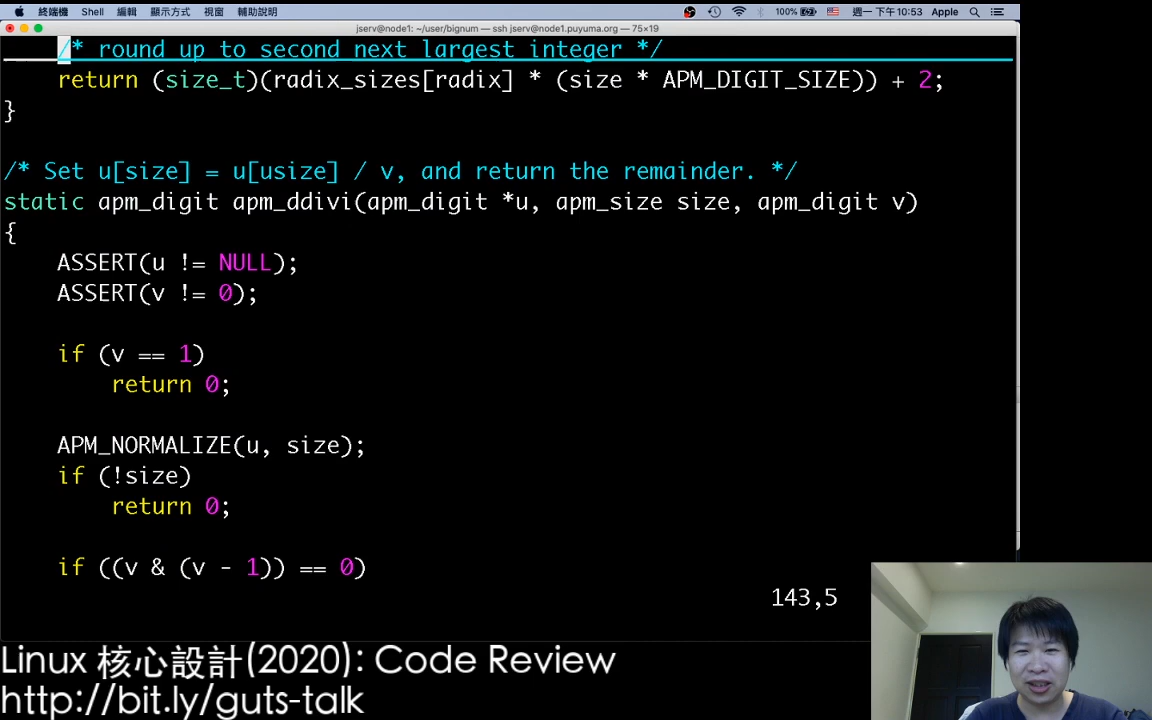 終端機 Shell 編輯 顯示方式 視窗 輔助說明 100% 週一 下午10:53 Apple
jserv@node1: ~/user/bignum — ssh jserv@node1.puyuma.org — 75×19
/* round up to second next largest integer */
return (size_t)(radix_sizes[radix] * (size * APM_DIGIT_SIZE)) + 2;
}
/* Set u[size] = u[usize] / v, and return the remainder. */
static apm_digit apm_ddivi(apm_digit *u, apm_size size, apm_digit v)
{
ASSERT(u != NULL);
ASSERT(v != 0);
if (v == 1)
return 0;
APM_NORMALIZE(u, size);
if (!size)
return 0;
if ((v & (v - 1)) == 0)
143,5
Linux 核心設計(2020): Code Review
http://bit.ly/guts-talk